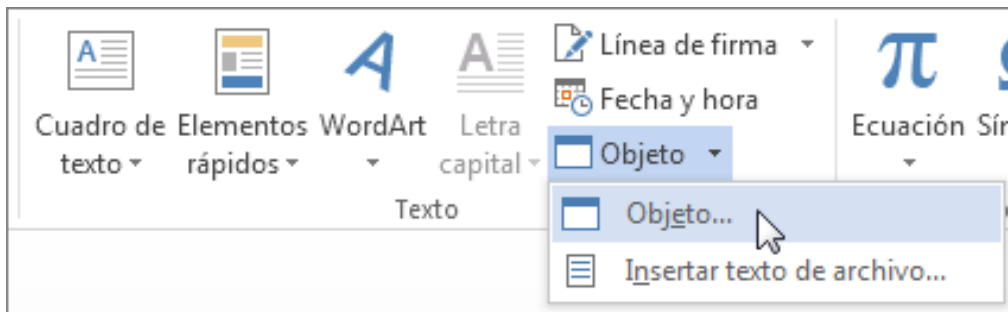 Cuadro de texto
Elementos rápidos
WordArt
Letra capital
Línea de firma
Fecha y hora
Objeto
Texto
Ecuación
Objeto...
Insertar texto de archivo...